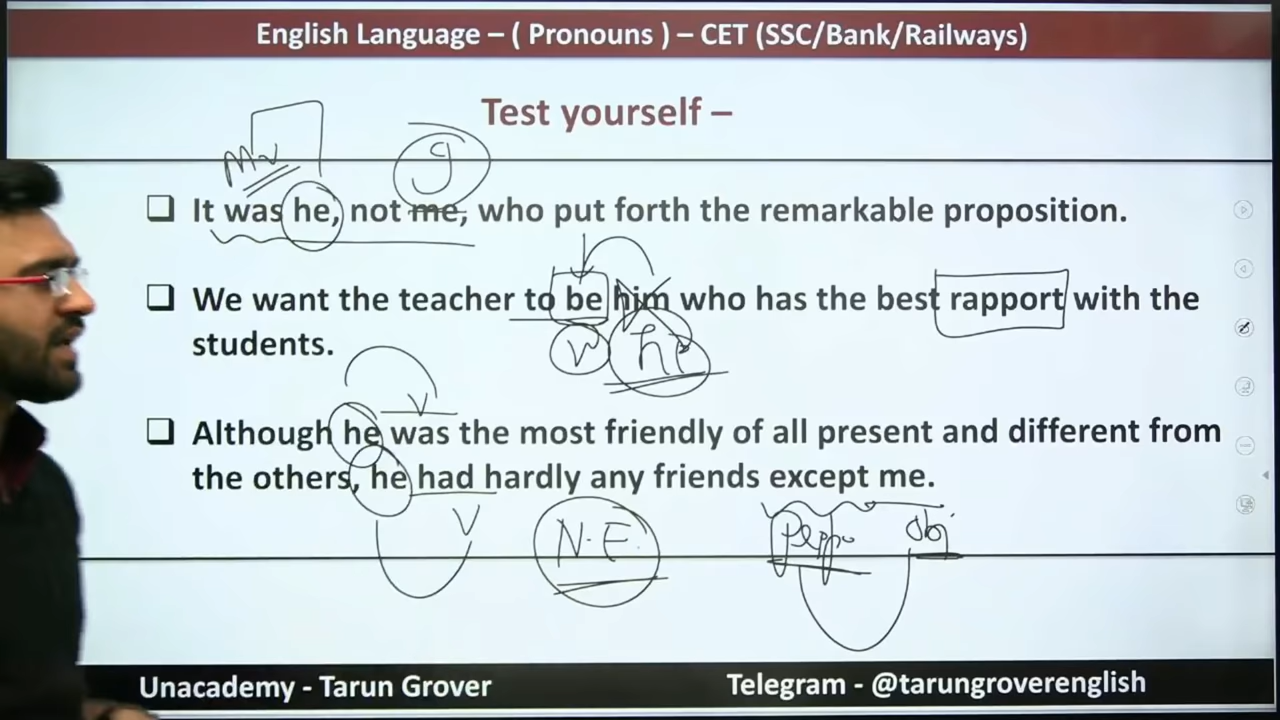 English Language – ( Pronouns ) – CET (SSC/Bank/Railways)
Test yourself –
❑ It was he, not me, who put forth the remarkable proposition.
❑ We want the teacher to be him who has the best rapport with the
students.
V
❑ Although he was the most friendly of all present and different from
the others, he had hardly any friends except me.
V N.E. obj
Unacademy - Tarun Grover
Telegram - @tarungroverenglish